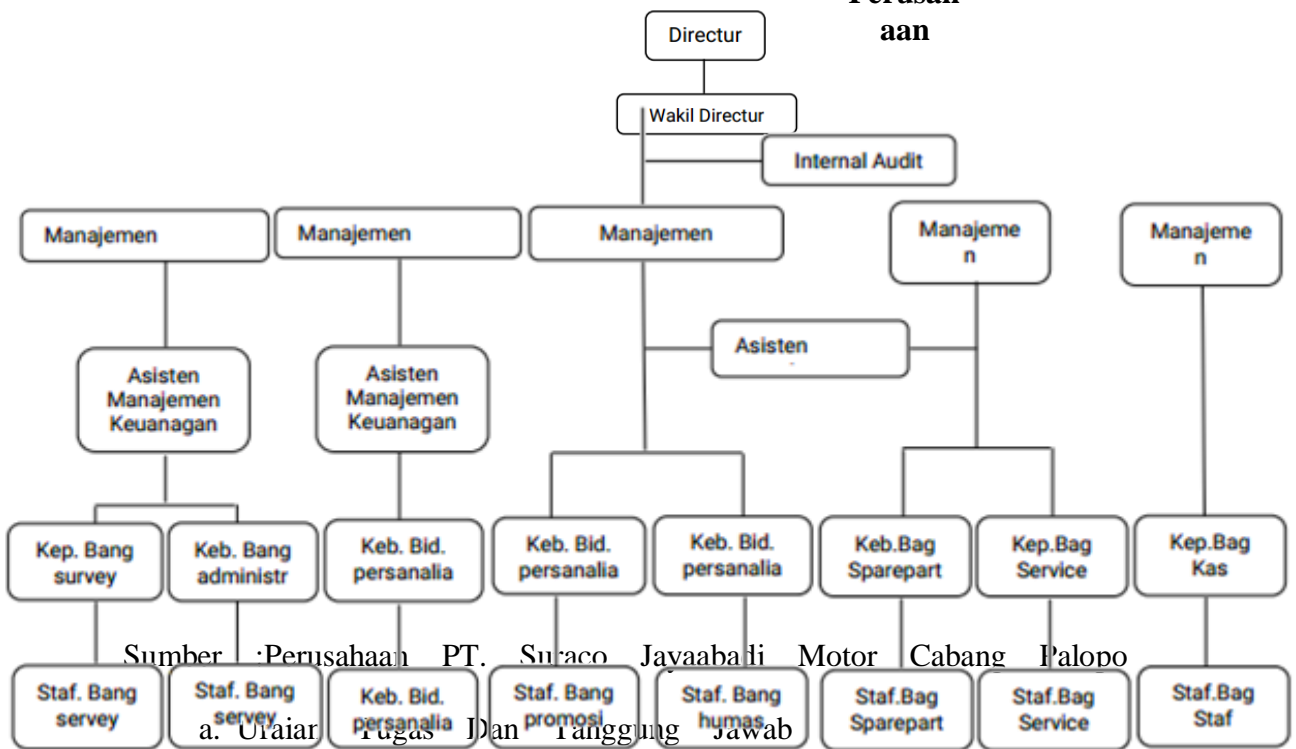 Perusan
aan
Directur
Wakil Directur
Internal Audit
Manajemen
Manajemen
Manajemen
Manajeme
n
Manajeme
n
Asisten
Asisten
Manajemen
Keuanagan
Asisten
Manajemen
Keuanagan
Kep. Bang
survey
Keb. Bang
administr
Keb. Bid.
persanalia
Keb. Bid.
persanalia
Keb. Bid.
persanalia
Keb.Bag
Sparepart
Kep.Bag
Service
Kep.Bag
Kas
Sumber :Perusahaan PT. Suraco Jayaabadi Motor Cabang Palopo
Staf. Bang
servey
Staf. Bang
servey
Keb. Bid.
persanalia
Staf. Bang
promosi
Staf. Bang
humas
Staf.Bag
Sparepart
Staf.Bag
Service
Staf.Bag
Staf
a. Uraian Tugas Dan Tanggung Jawab